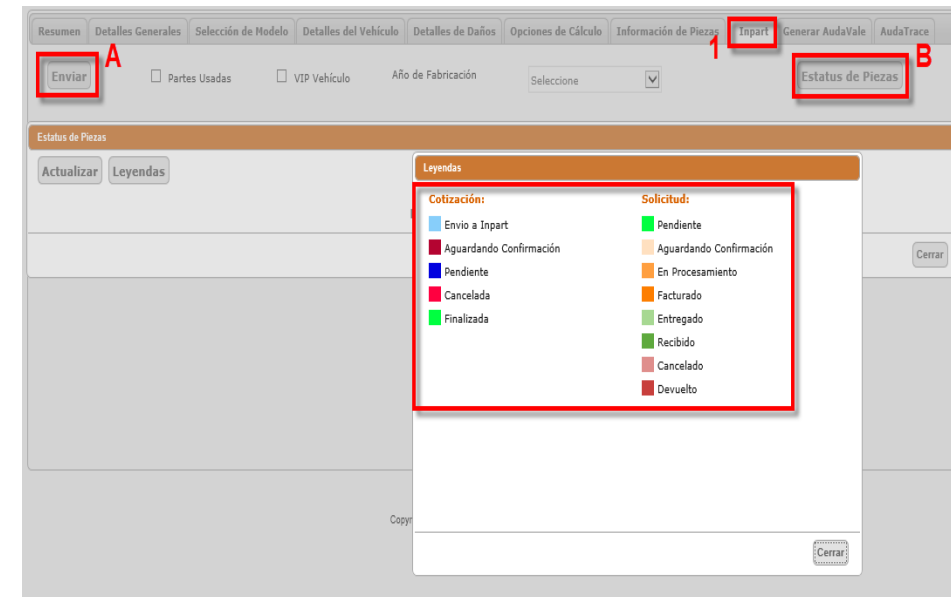 Resumen Detalles Generales Selección de Modelo Detalles del Vehículo Detalles de Daños Opciones de Cálculo Información de Piezas 1 Inpart Generar AudaVale AudaTrace
Enviar A Partes Usadas VIP Vehículo Año de Fabricación Seleccione Estatus de Piezas B
Estatus de Piezas
Actualizar Leyendas
Leyendas
Cotización: Solicitud:
Envio a Inpart Pendiente
Aguardando Confirmación Aguardando Confirmación
Pendiente En Procesamiento
Cancelada Facturado
Finalizada Entregado
Recibido
Cancelado
Devuelto
Cerrar
Copyr
Cerrar